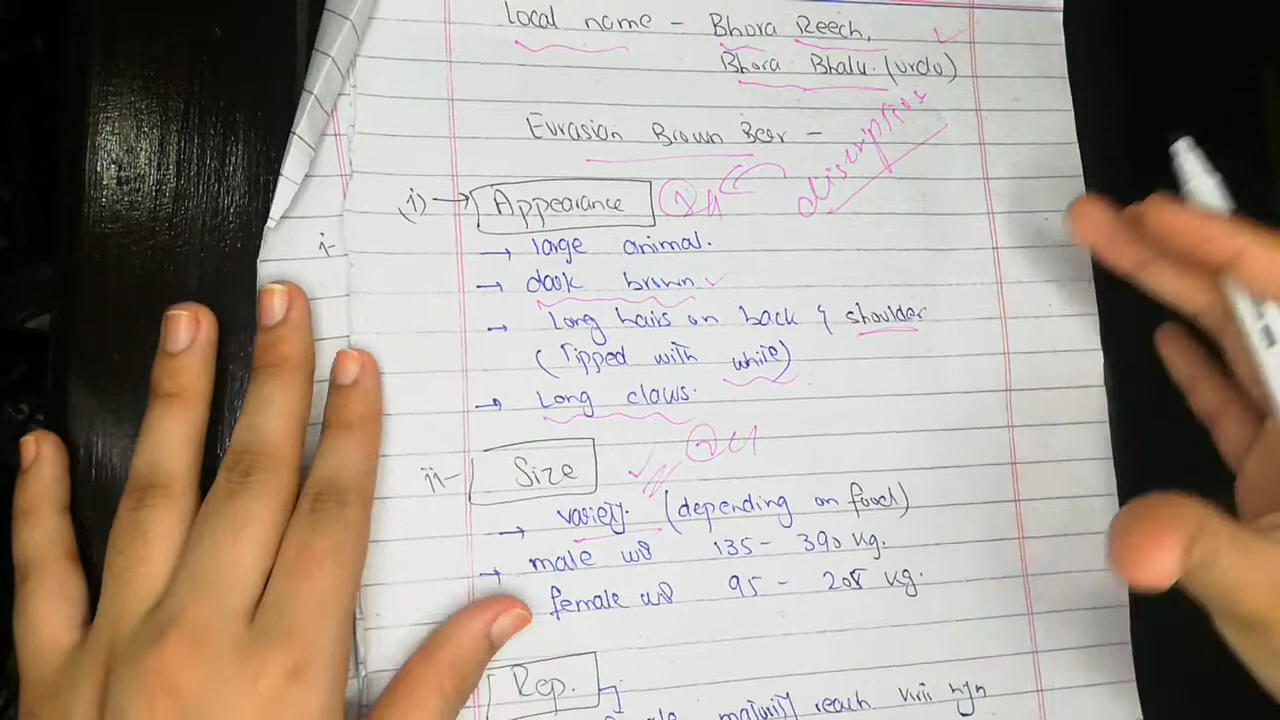 Local name - Bhora Reech,
Bhora Bhalu. (urdu)
Eurasian Brown Bear -
discription
(i) → Appearance
i-
→ large animal.
→ dark brown
→ Long hairs on back & shoulder
(Tipped with white)
→ Long claws.
ii- Size
→ variety. (depending on food)
→ male wt 135 - 390 kg.
female wt 95 - 205 kg.
Rep.
maturity reach